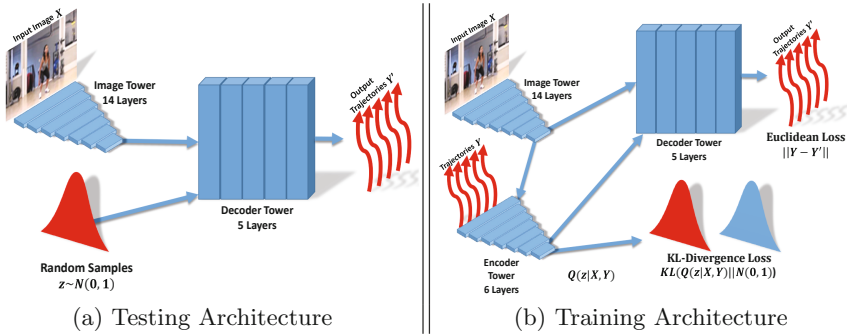 Input Image X
Image Tower
14 Layers
Output
Trajectories Y'
Decoder Tower
5 Layers
Random Samples
z~N(0, 1)
(a) Testing Architecture
Input Image X
Image Tower
14 Layers
Output
Trajectories Y'
Euclidean Loss
||Y − Y'||
Decoder Tower
5 Layers
Trajectories Y
Encoder
Tower
6 Layers
Q(z|X,Y)
KL-Divergence Loss
KL(Q(z|X,Y)||N(0,1))
(b) Training Architecture